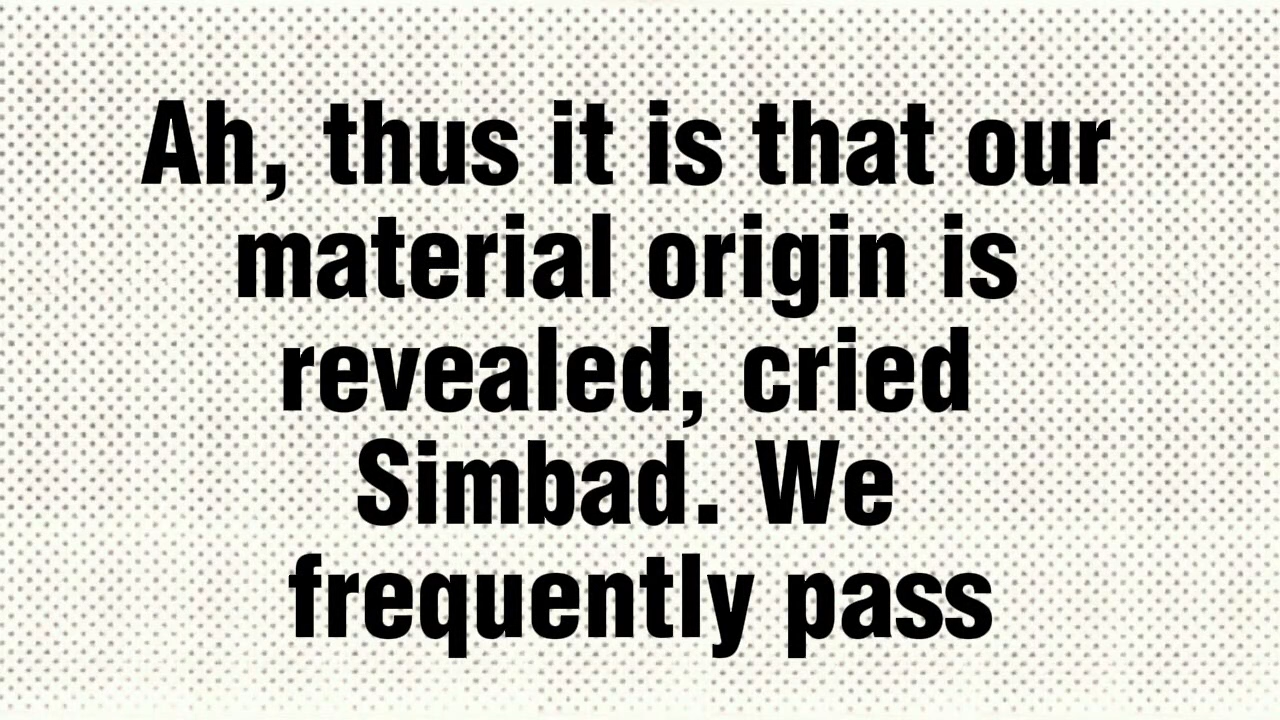 Ah, thus it is that our
material origin is
revealed, cried
Simbad. We
frequently pass